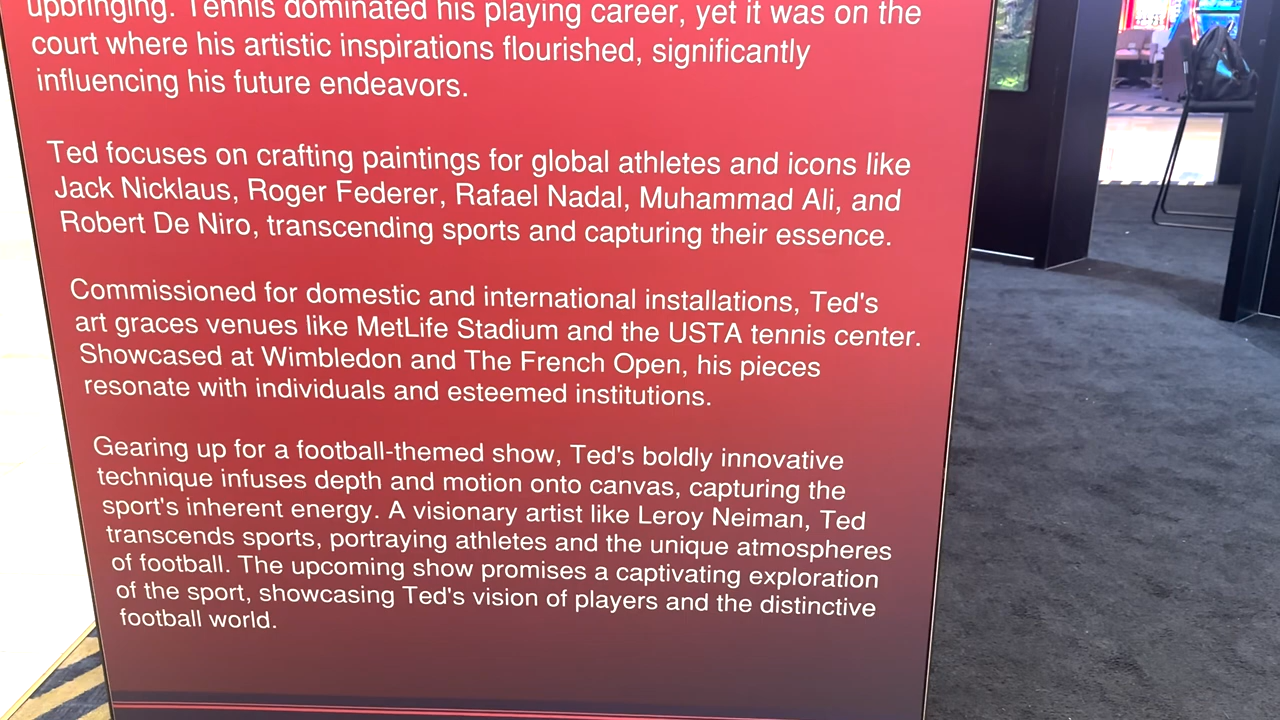 upbringing. Tennis dominated his playing career, yet it was on the
court where his artistic inspirations flourished, significantly
influencing his future endeavors.
Ted focuses on crafting paintings for global athletes and icons like
Jack Nicklaus, Roger Federer, Rafael Nadal, Muhammad Ali, and
Robert De Niro, transcending sports and capturing their essence.
Commissioned for domestic and international installations, Ted's
art graces venues like MetLife Stadium and the USTA tennis center.
Showcased at Wimbledon and The French Open, his pieces
resonate with individuals and esteemed institutions.
Gearing up for a football-themed show, Ted's boldly innovative
technique infuses depth and motion onto canvas, capturing the
sport's inherent energy. A visionary artist like Leroy Neiman, Ted
transcends sports, portraying athletes and the unique atmospheres
of football. The upcoming show promises a captivating exploration
of the sport, showcasing Ted's vision of players and the distinctive
football world.